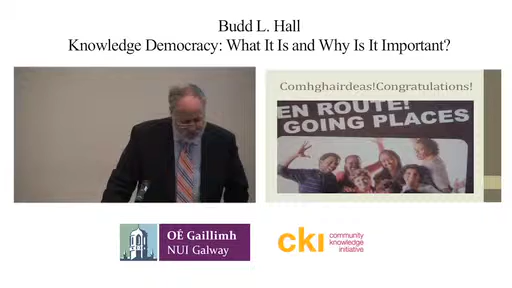 Budd L. Hall
Knowledge Democracy: What It Is and Why Is It Important?
Comhghairdeas!Congratulations!
EN ROUTE!
GOING PLACES
OÉ Gaillimh
NUI Galway
cki community
knowledge
initiative